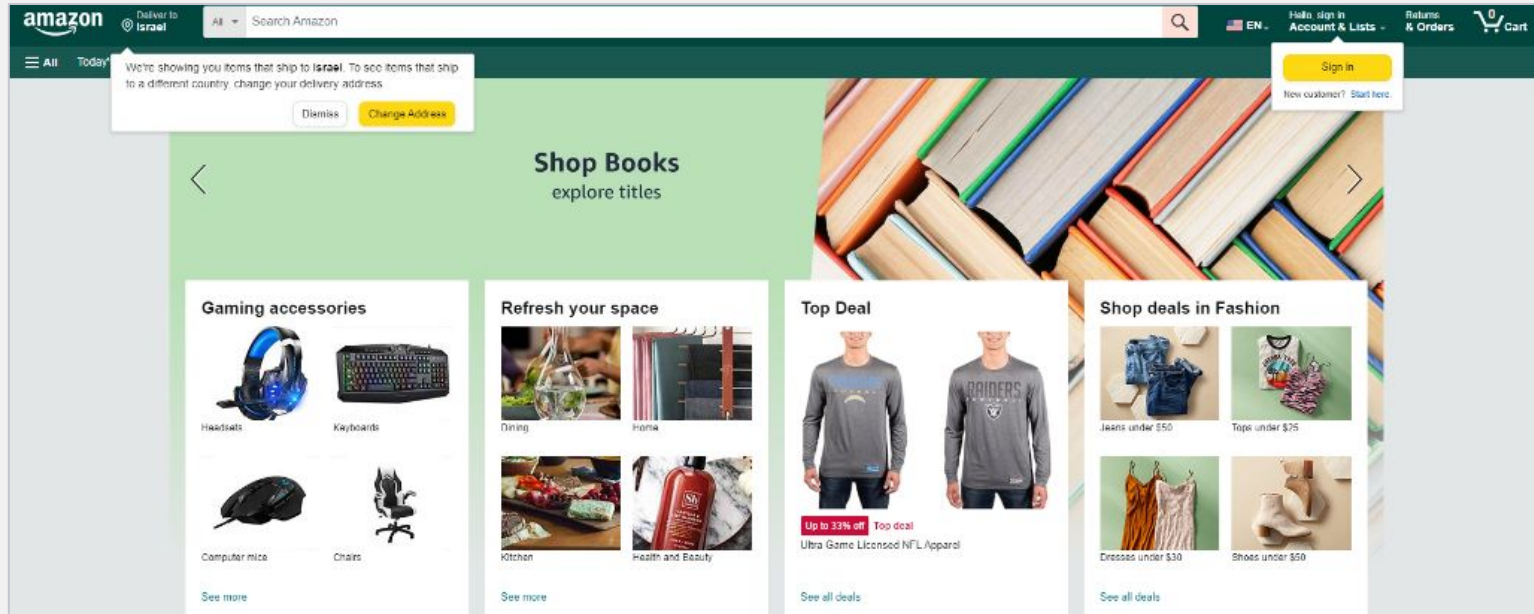 amazon
Deliver to
Israel
All
Search Amazon
EN
Hello, sign in
Account & Lists
Returns
& Orders
0
Cart
All
Today'
We're showing you items that ship to Israel. To see items that ship
to a different country, change your delivery address.
Dismiss
Change Address
Sign in
New customer? Start here.
Shop Books
explore titles
Gaming accessories
Headsets
Keyboards
Computer mice
Chairs
See more
Refresh your space
Dining
Home
Kitchen
Health and Beauty
See more
Top Deal
RAIDERS
Up to 33% off
Top deal
Ultra Game Licensed NFL Apparel
See all deals
Shop deals in Fashion
Jeans under $50
Tops under $25
Dresses under $30
Shoes under $50
See all deals